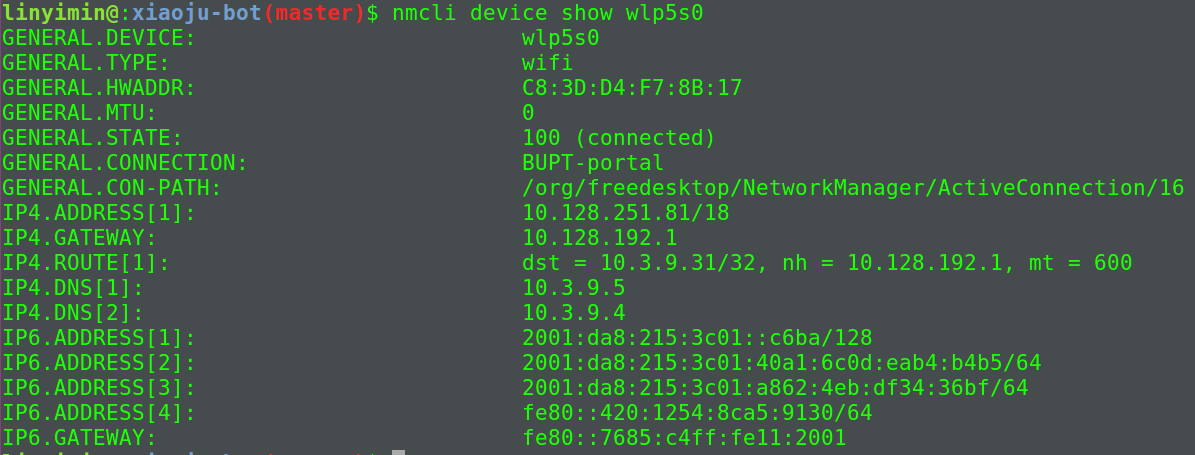 linyimin@:xiaoju-bot(master)$ nmcli device show wlp5s0
GENERAL.DEVICE: wlp5s0
GENERAL.TYPE: wifi
GENERAL.HWADDR: C8:3D:D4:F7:8B:17
GENERAL.MTU: 0
GENERAL.STATE: 100 (connected)
GENERAL.CONNECTION: BUPT-portal
GENERAL.CON-PATH: /org/freedesktop/NetworkManager/ActiveConnection/16
IP4.ADDRESS[1]: 10.128.251.81/18
IP4.GATEWAY: 10.128.192.1
IP4.ROUTE[1]: dst = 10.3.9.31/32, nh = 10.128.192.1, mt = 600
IP4.DNS[1]: 10.3.9.5
IP4.DNS[2]: 10.3.9.4
IP6.ADDRESS[1]: 2001:da8:215:3c01::c6ba/128
IP6.ADDRESS[2]: 2001:da8:215:3c01:40a1:6c0d:eab4:b4b5/64
IP6.ADDRESS[3]: 2001:da8:215:3c01:a862:4eb:df34:36bf/64
IP6.ADDRESS[4]: fe80::420:1254:8ca5:9130/64
IP6.GATEWAY: fe80::7685:c4ff:fe11:2001